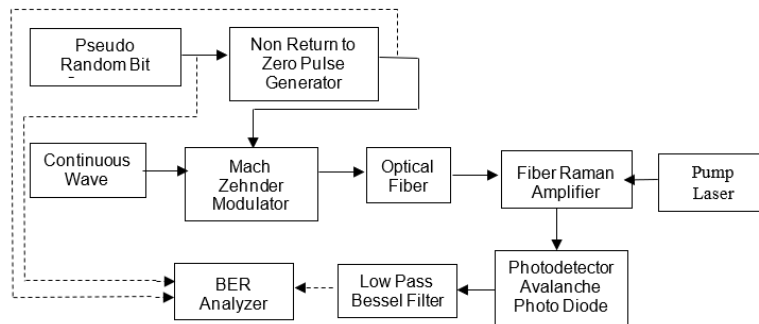 Pseudo
Random Bit
Non Return to
Zero Pulse
Generator
Continuous
Wave
Mach
Zehnder
Modulator
Optical
Fiber
Fiber Raman
Amplifier
Pump
Laser
BER
Analyzer
Low Pass
Bessel Filter
Photodetector
Avalanche
Photo Diode